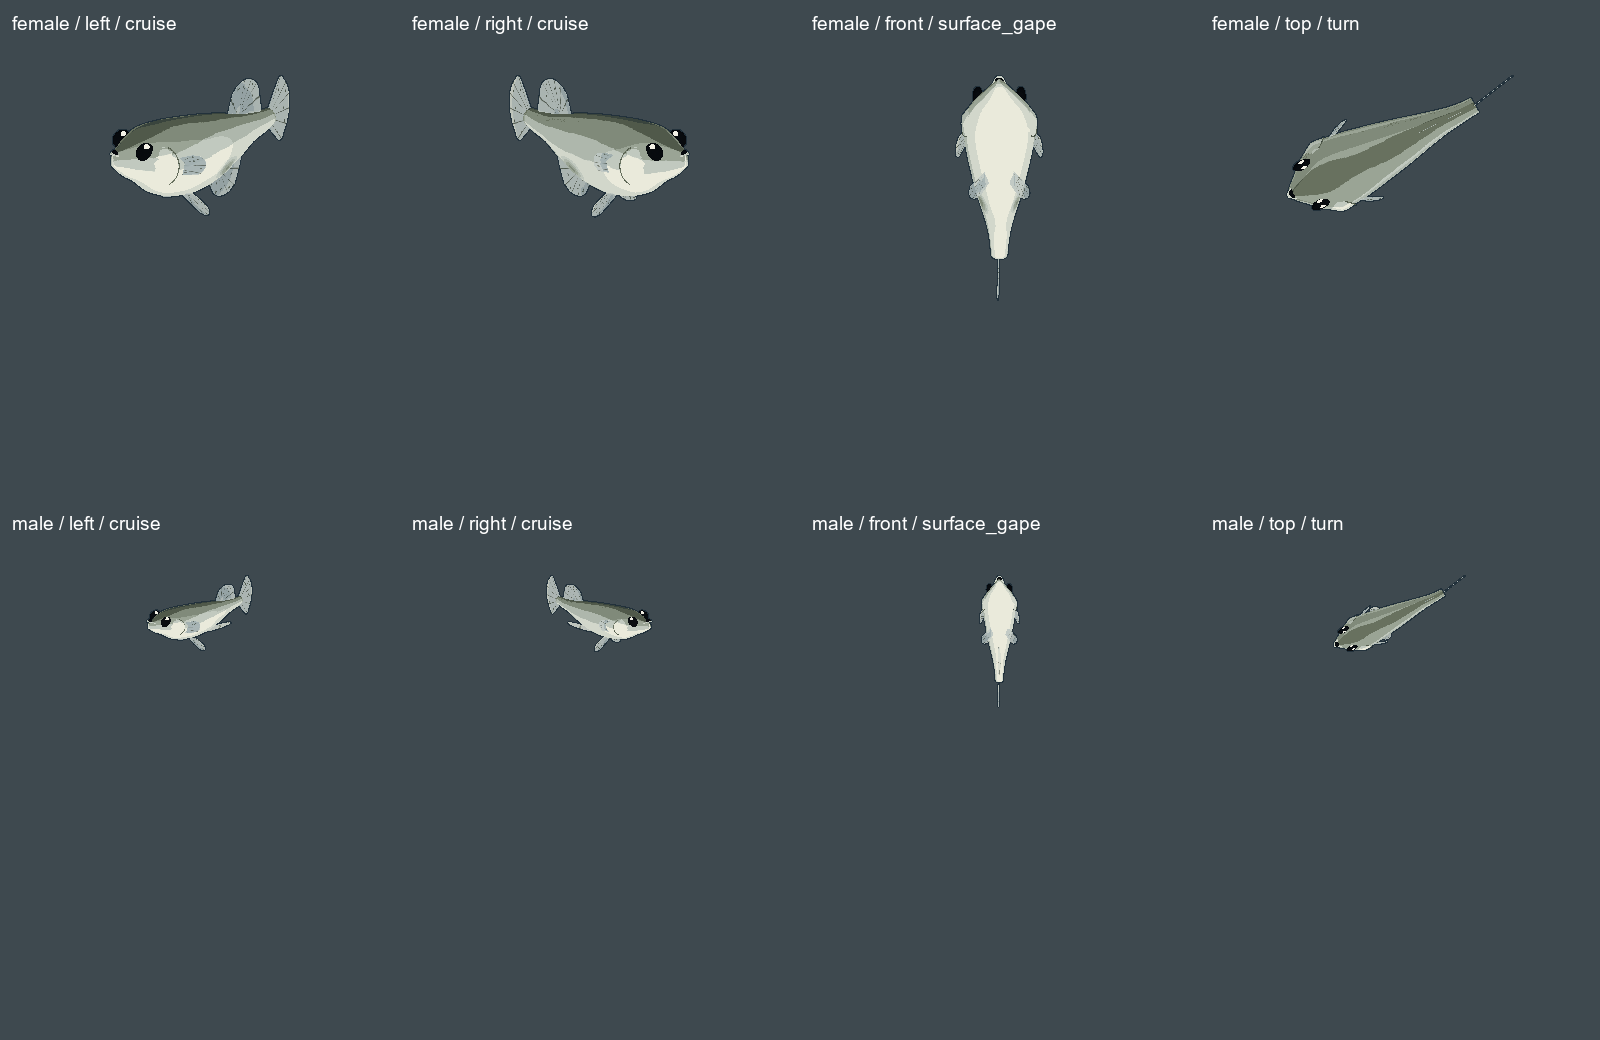 female / left / cruise
female / right / cruise
female / front / surface_gape
female / top / turn
male / left / cruise
male / right / cruise
male / front / surface_gape
male / top / turn